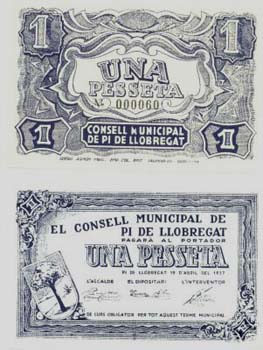 1 1
UNA
PESSETA
Nº 000060
CONSELL MUNICIPAL
DE PI DE LLOBREGAT
1 1
EL CONSELL MUNICIPAL DE
PI DE LLOBREGAT
PAGARÀ AL PORTADOR
UNA PESSETA
PI DE LLOBREGAT 19 D'ABRIL DEL 1937
L'ALCALDE EL DIPOSITARI L'INTERVENTOR
DE CURS OBLIGATORI PER TOT AQUEST TERME MUNICIPAL